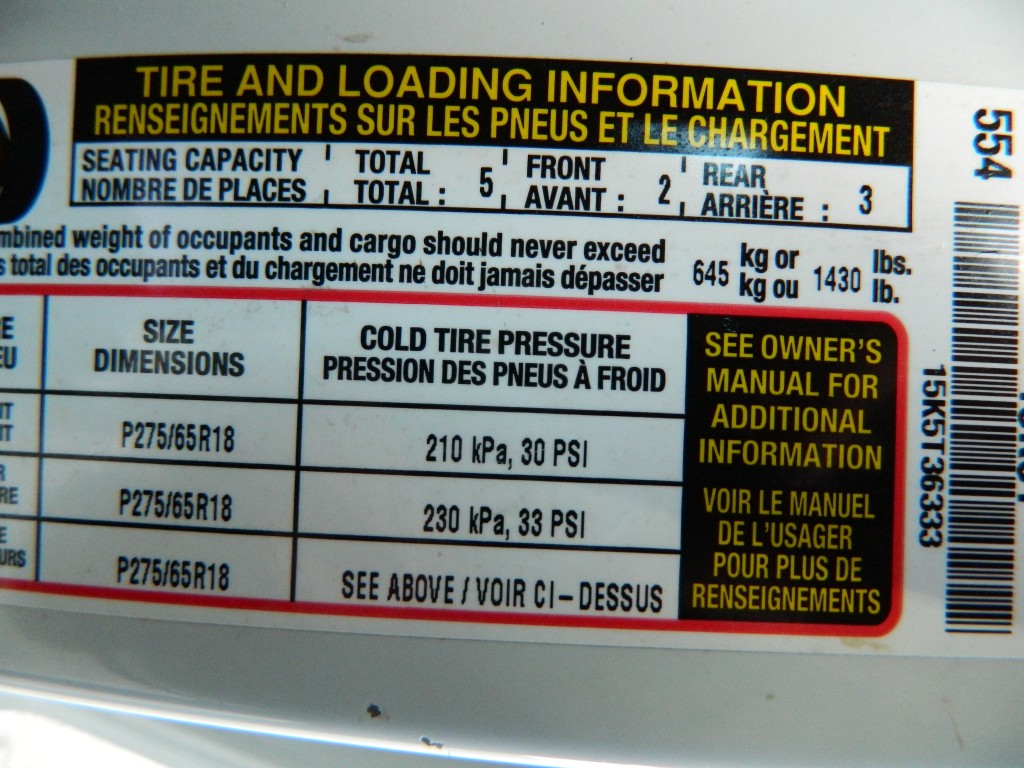 TIRE AND LOADING INFORMATION
RENSEIGNEMENTS SUR LES PNEUS ET LE CHARGEMENT
SEATING CAPACITY TOTAL FRONT REAR
NOMBRE DE PLACES TOTAL : 5 AVANT : 2 ARRIÈRE : 3
mbined weight of occupants and cargo should never exceed kg or lbs.
s total des occupants et du chargement ne doit jamais dépasser 645 kg ou 1430 lb.
SIZE COLD TIRE PRESSURE
DIMENSIONS PRESSION DES PNEUS À FROID
P275/65R18 210 kPa, 30 PSI
P275/65R18 230 kPa, 33 PSI
P275/65R18 SEE ABOVE / VOIR CI-DESSUS
SEE OWNER'S
MANUAL FOR
ADDITIONAL
INFORMATION
VOIR LE MANUEL
DE L'USAGER
POUR PLUS DE
RENSEIGNEMENTS
554
15K5T36333